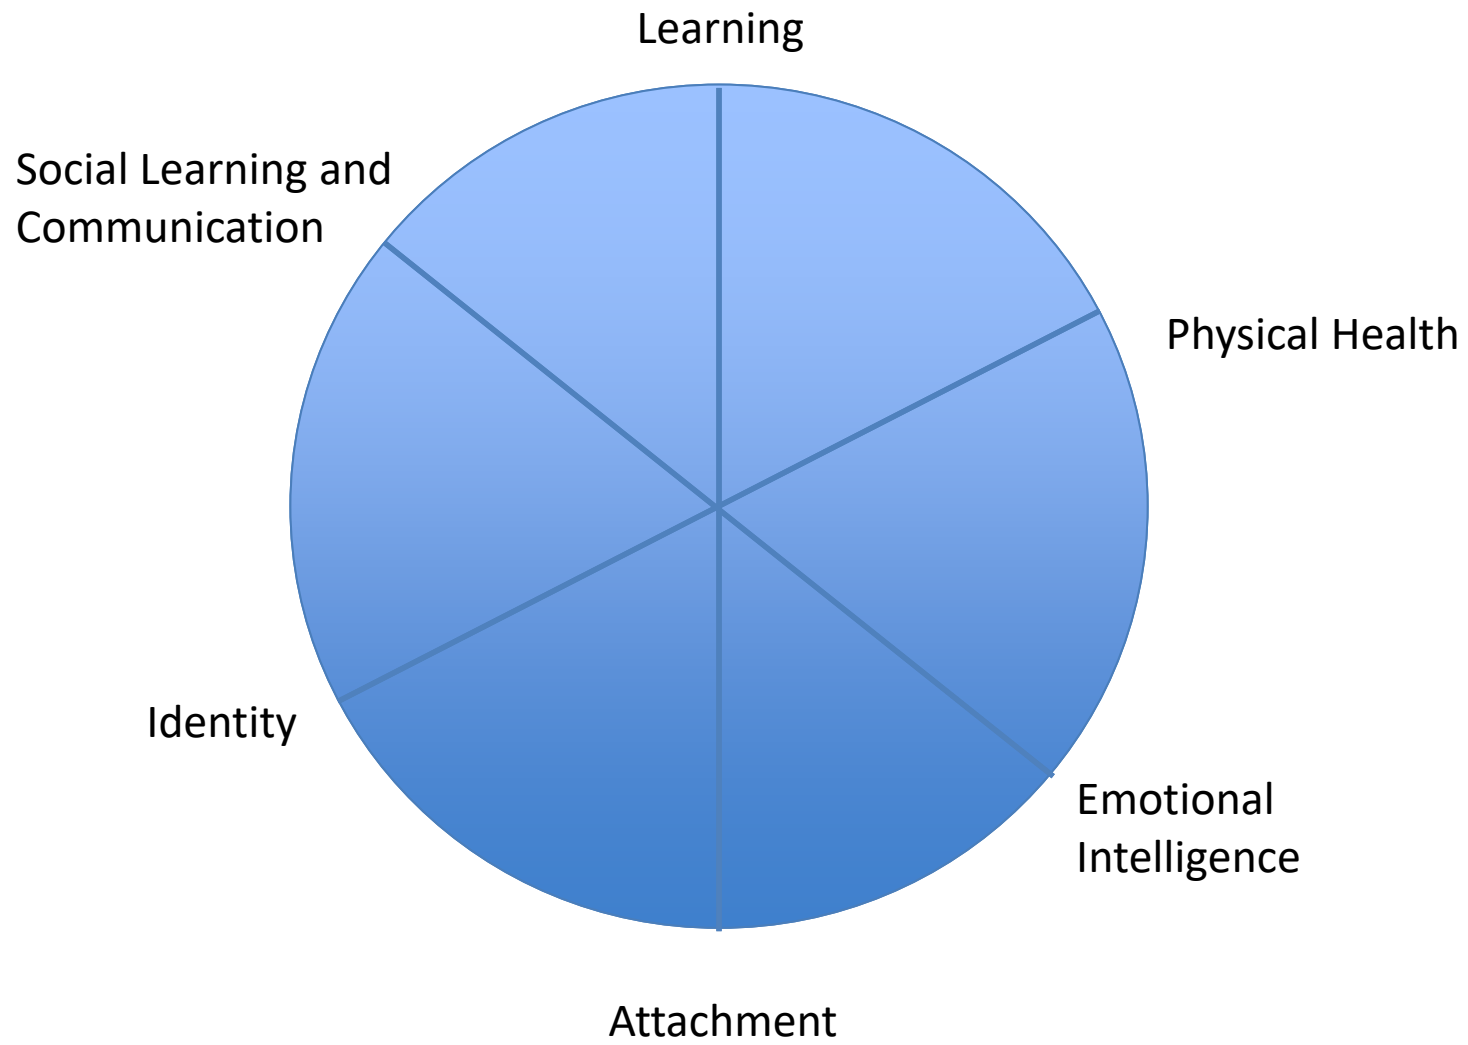 Learning
Social Learning and
Communication
Physical Health
Identity
Emotional
Intelligence
Attachment